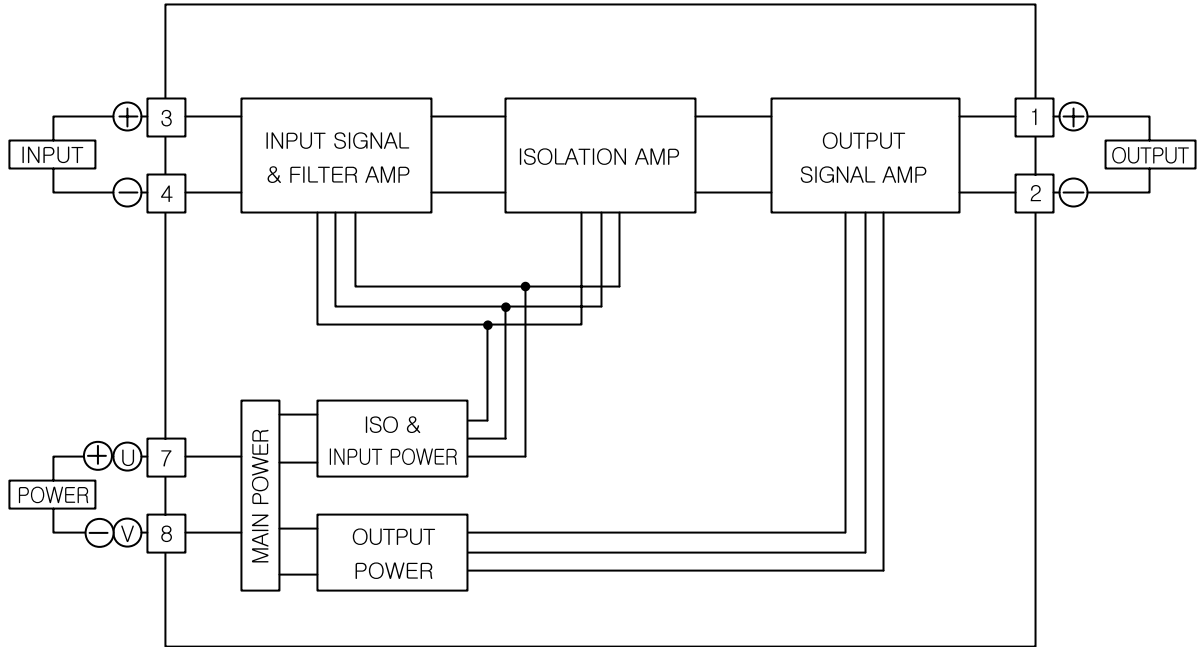 3
INPUT SIGNAL
& FILTER AMP
ISOLATION AMP
OUTPUT
SIGNAL AMP
1
INPUT
OUTPUT
4
2
ISO &
INPUT POWER
MAIN POWER
U
7
POWER
V
8
OUTPUT
POWER